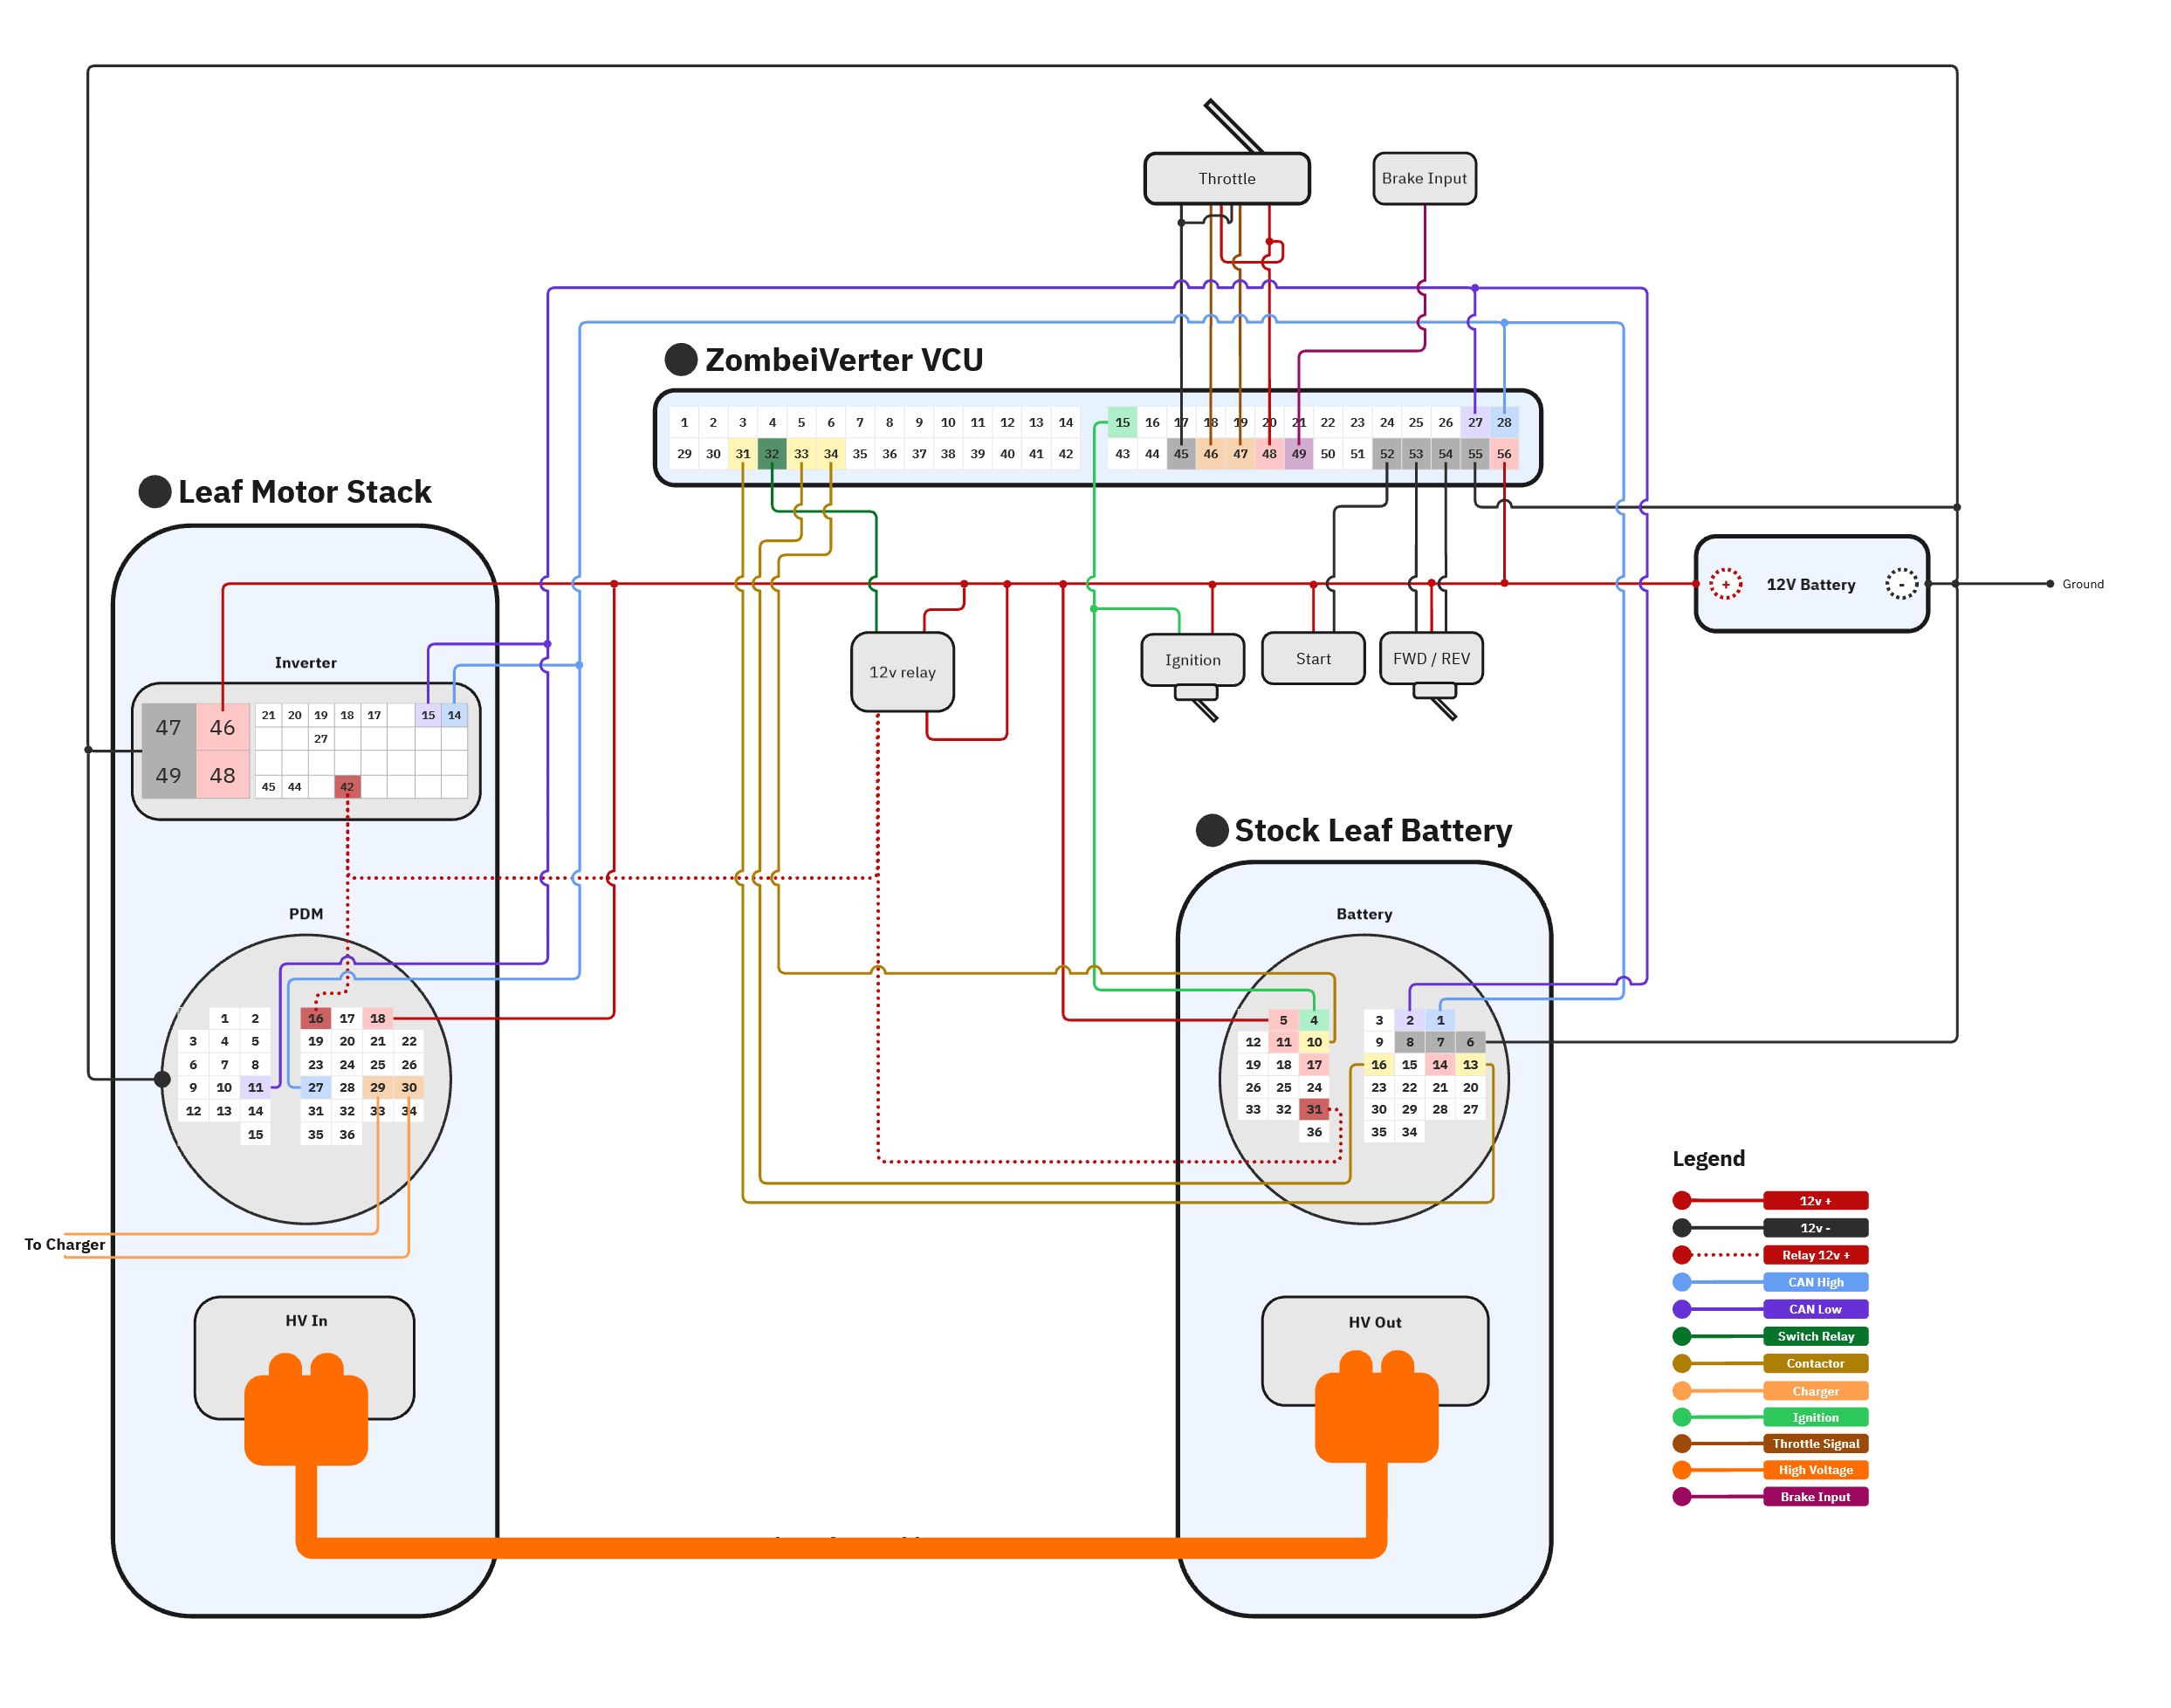 Throttle
Brake Input
ZombeiVerter VCU
1 2 3 4 5 6 7 8 9 10 11 12 13 14 15 16 17 18 19 20 21 22 23 24 25 26 27 28
29 30 31 32 33 34 35 36 37 38 39 40 41 42 43 44 45 46 47 48 49 50 51 52 53 54 55 56
Leaf Motor Stack
+ 12V Battery -
Ground
Inverter
12v relay
Ignition
Start
FWD / REV
47 46 21 20 19 18 17 15 14
27
49 48 45 44 42
Stock Leaf Battery
PDM
1 2 16 17 18
3 4 5 19 20 21 22
6 7 8 23 24 25 26
9 10 11 27 28 29 30
12 13 14 31 32 33 34
15 35 36
Battery
5 4 3 2 1
12 11 10 9 8 7 6
19 18 17 16 15 14 13
26 25 24 23 22 21 20
33 32 31 30 29 28 27
36 35 34
To Charger
HV In
HV Out
Legend
12v +
12v -
Relay 12v +
CAN High
CAN Low
Switch Relay
Contactor
Charger
Ignition
Throttle Signal
High Voltage
Brake Input